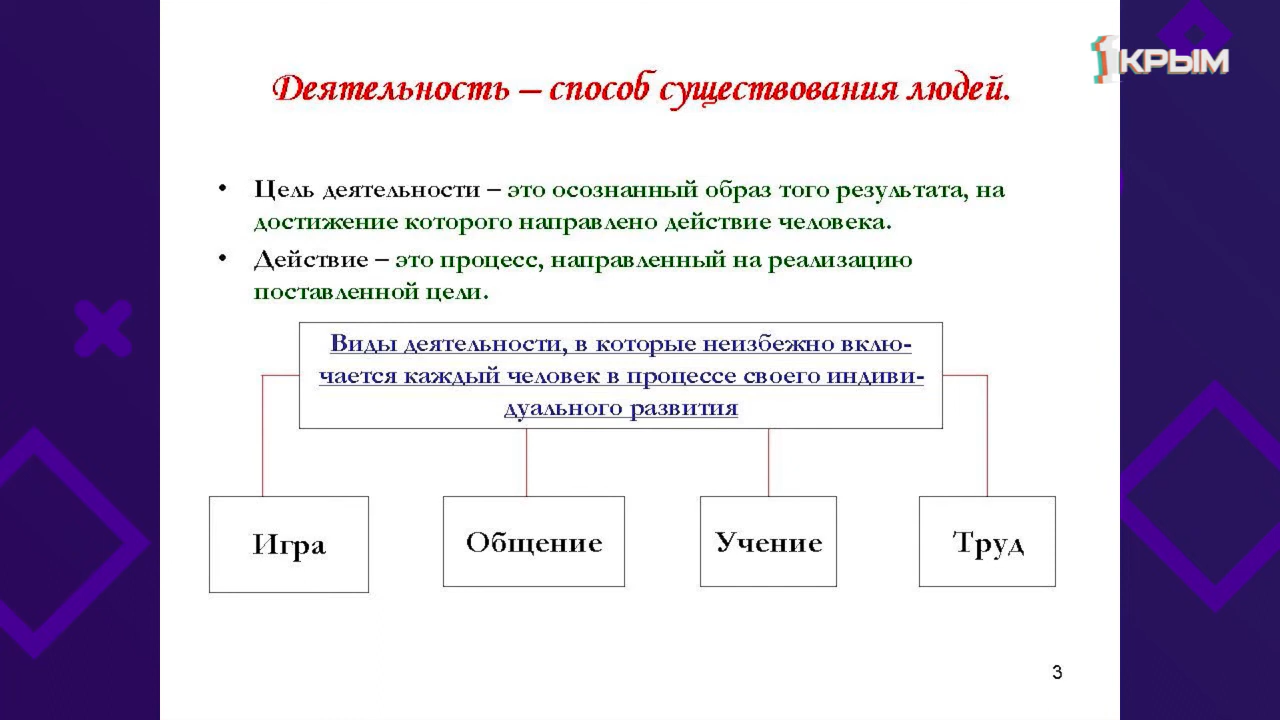 1КРЫМ
Деятельность – способ существования людей.
• Цель деятельности – это осознанный образ того результата, на
достижение которого направлено действие человека.
• Действие – это процесс, направленный на реализацию
поставленной цели.
Виды деятельности, в которые неизбежно вклю-
чается каждый человек в процессе своего индиви-
дуального развития
Игра
Общение
Учение
Труд
3